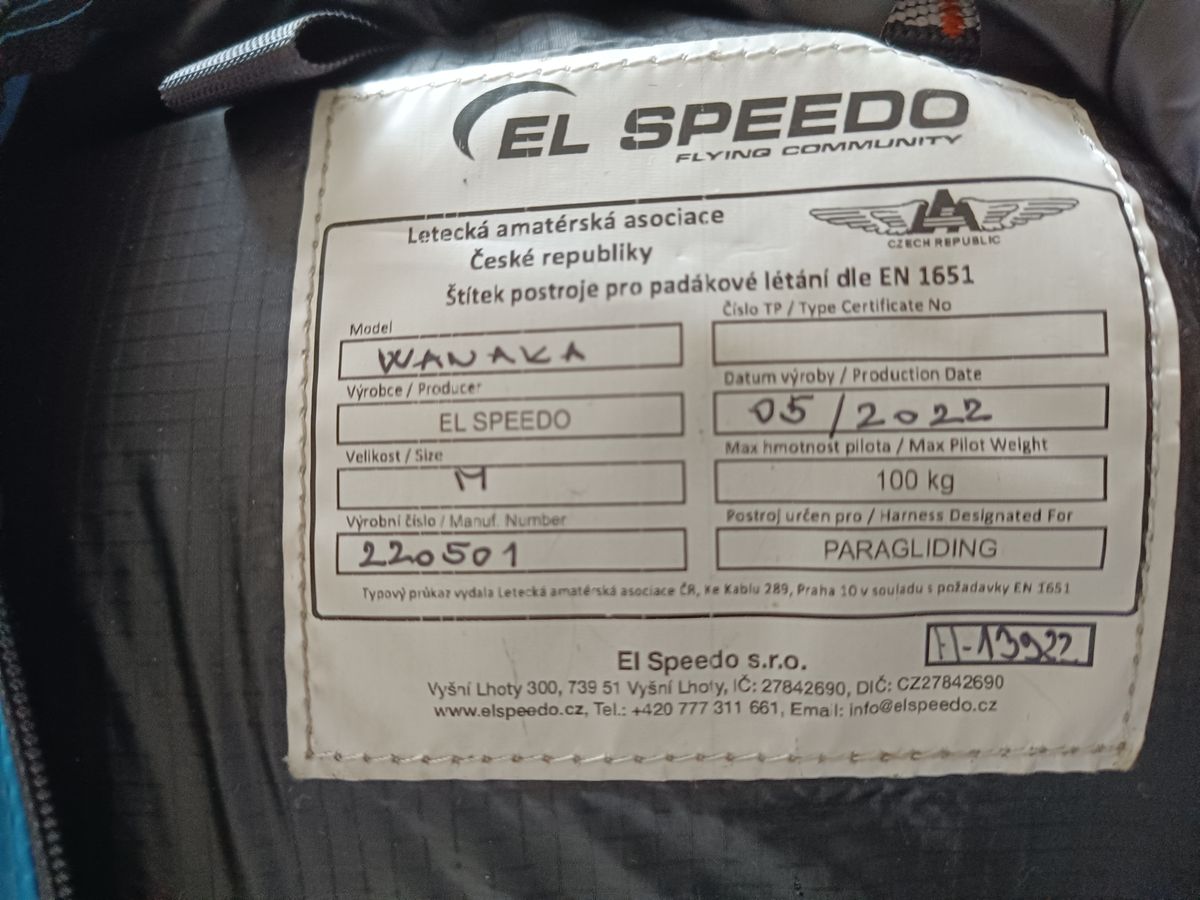 EL SPEEDO
FLYING COMMUNITY
Letecká amatérská asociace
České republiky
CZECH REPUBLIC
Štítek postroje pro padákové létání dle EN 1651
Model
WANAKA
Číslo TP / Type Certificate No
Výrobce / Producer
EL SPEEDO
Datum výroby / Production Date
05/2022
Velikost / Size
M
Max hmotnost pilota / Max Pilot Weight
100 kg
Výrobní číslo / Manuf. Number
220501
Postroj určen pro / Harness Designated For
PARAGLIDING
Typový průkaz vydala Letecká amatérská asociace ČR, Ke Kablu 289, Praha 10 v souladu s požadavky EN 1651
H-13922
El Speedo s.r.o.
Vyšní Lhoty 300, 739 51 Vyšní Lhoty, IČ: 27842690, DIČ: CZ27842690
www.elspeedo.cz, Tel.: +420 777 311 661, Email: info@elspeedo.cz